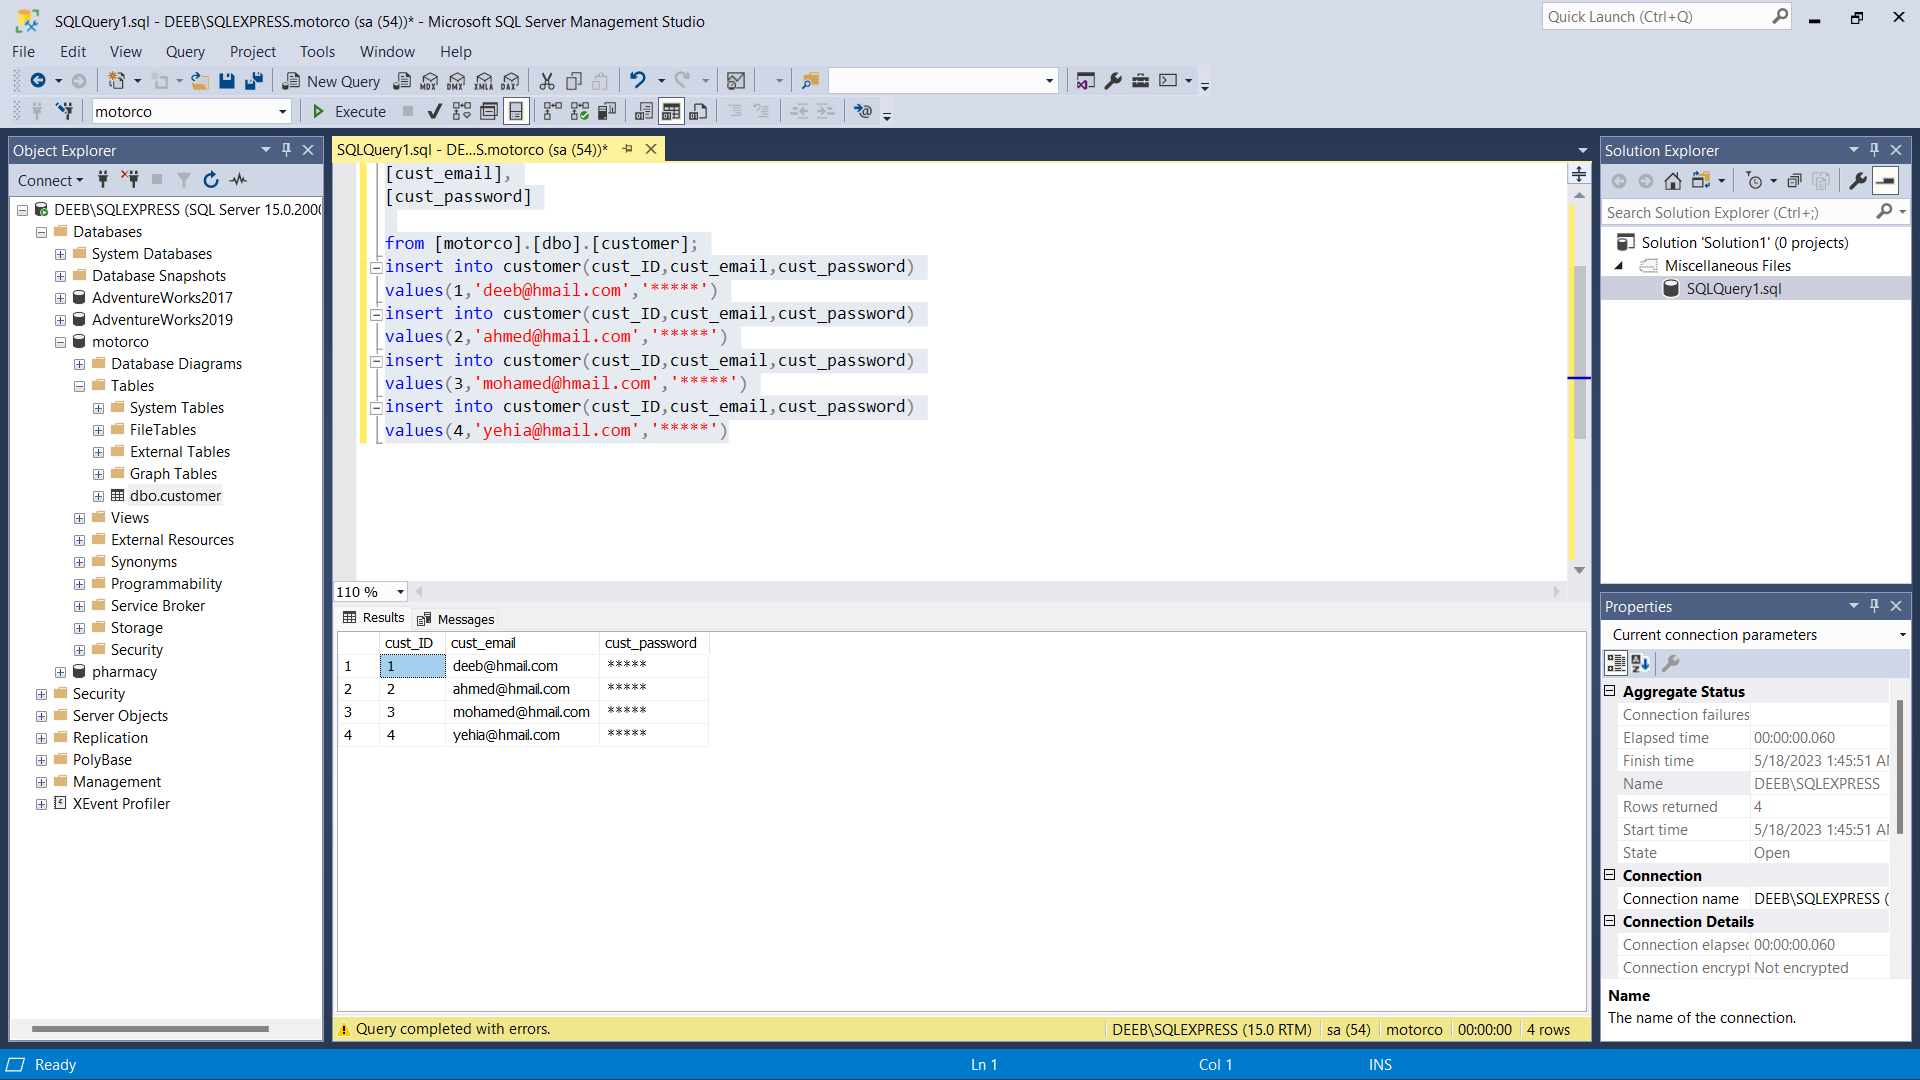 SQLQuery1.sql - DEEB\SQLEXPRESS.motorco (sa (54))* - Microsoft SQL Server Management Studio
Quick Launch (Ctrl+Q)
File Edit View Query Project Tools Window Help
New Query MDX DMX XMLA DAX
motorco Execute
Object Explorer
Connect
DEEB\SQLEXPRESS (SQL Server 15.0.2000
Databases
System Databases
Database Snapshots
AdventureWorks2017
AdventureWorks2019
motorco
Database Diagrams
Tables
System Tables
FileTables
External Tables
Graph Tables
dbo.customer
Views
External Resources
Synonyms
Programmability
Service Broker
Storage
Security
pharmacy
Security
Server Objects
Replication
PolyBase
Management
XEvent Profiler
SQLQuery1.sql - DE...S.motorco (sa (54))*
[cust_email],
[cust_password]
from [motorco].[dbo].[customer];
insert into customer(cust_ID,cust_email,cust_password)
values(1,'deeb@hmail.com','*****')
insert into customer(cust_ID,cust_email,cust_password)
values(2,'ahmed@hmail.com','*****')
insert into customer(cust_ID,cust_email,cust_password)
values(3,'mohamed@hmail.com','*****')
insert into customer(cust_ID,cust_email,cust_password)
values(4,'yehia@hmail.com','*****')
110 %
Results Messages
cust_ID cust_email cust_password
1 1 deeb@hmail.com *****
2 2 ahmed@hmail.com *****
3 3 mohamed@hmail.com *****
4 4 yehia@hmail.com *****
Query completed with errors. DEEB\SQLEXPRESS (15.0 RTM) sa (54) motorco 00:00:00 4 rows
Solution Explorer
Search Solution Explorer (Ctrl+;)
Solution 'Solution1' (0 projects)
Miscellaneous Files
SQLQuery1.sql
Properties
Current connection parameters
Aggregate Status
Connection failures
Elapsed time 00:00:00.060
Finish time 5/18/2023 1:45:51 AM
Name DEEB\SQLEXPRESS
Rows returned 4
Start time 5/18/2023 1:45:51 AM
State Open
Connection
Connection name DEEB\SQLEXPRESS (
Connection Details
Connection elapsed 00:00:00.060
Connection encrypt Not encrypted
Name
The name of the connection.
Ready Ln 1 Col 1 INS